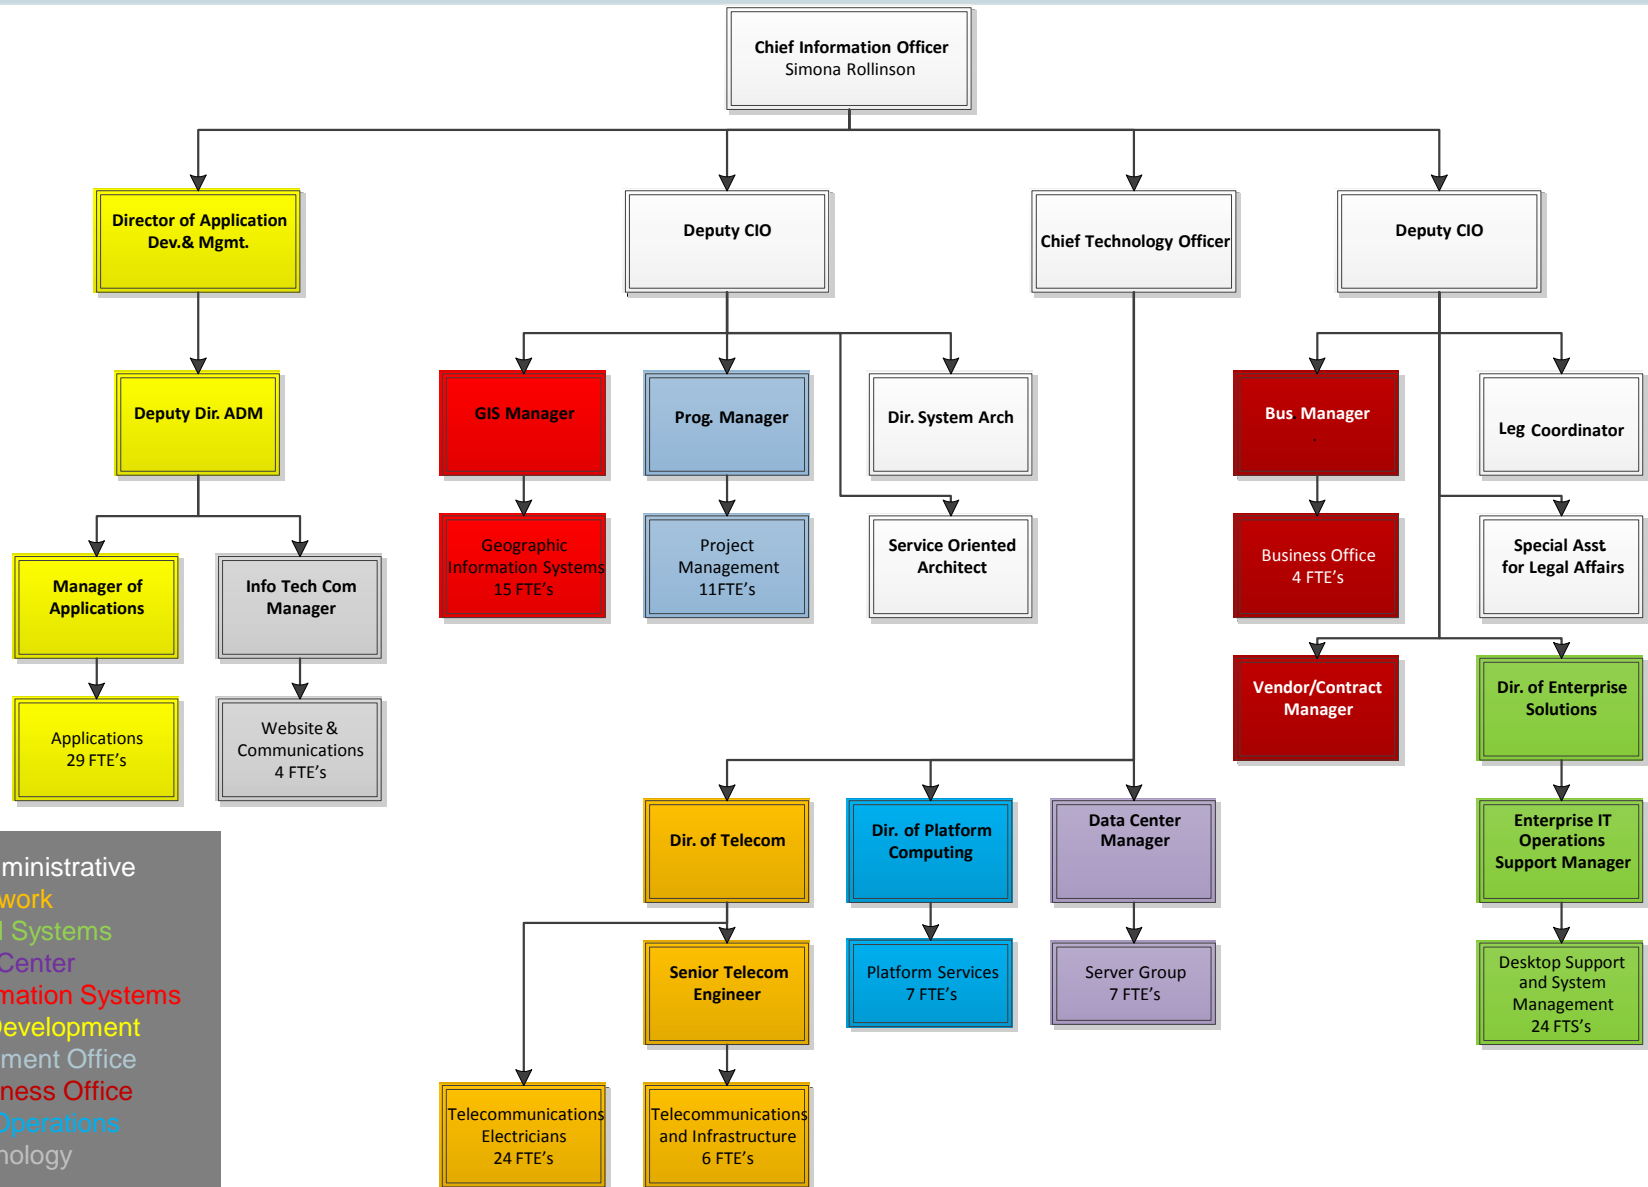 Chief Information Officer
Simona Rollinson
Director of Application
Dev.& Mgmt.
Deputy CIO
Chief Technology Officer
Deputy CIO
Deputy Dir. ADM
GIS Manager
Prog. Manager
Dir. System Arch
Bus. Manager
Leg Coordinator
Manager of
Applications
Info Tech Com
Manager
Geographic
Information Systems
15 FTE's
Project
Management
11FTE's
Service Oriented
Architect
Business Office
4 FTE's
Special Asst.
for Legal Affairs
Applications
29 FTE's
Website &
Communications
4 FTE's
Vendor/Contract
Manager
Dir. of Enterprise
Solutions
Dir. of Telecom
Dir. of Platform
Computing
Data Center
Manager
Enterprise IT
Operations
Support Manager
Senior Telecom
Engineer
Platform Services
7 FTE's
Server Group
7 FTE's
Desktop Support
and System
Management
24 FTS's
Telecommunications
Electricians
24 FTE's
Telecommunications
and Infrastructure
6 FTE's
ministrative
work
Systems
Center
mation Systems
Development
ment Office
ness Office
Operations
nology